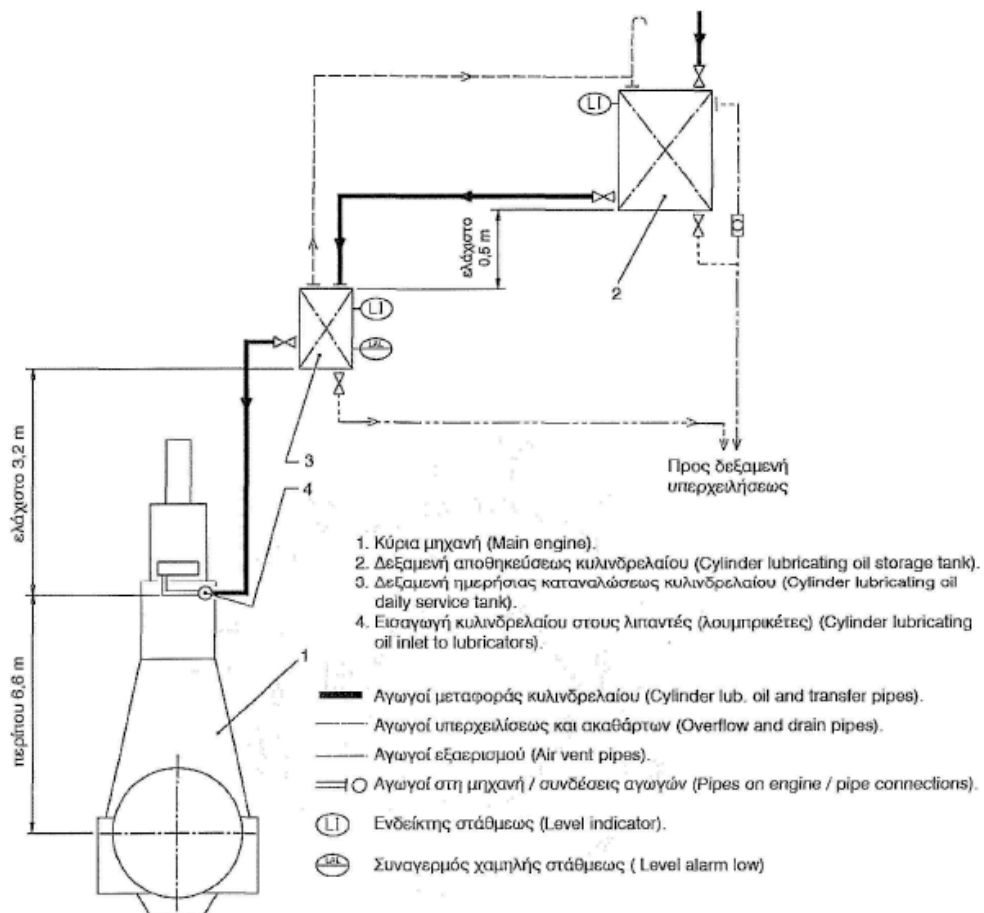 LI
ελάχιστο
0,5 m
2
LI
LAL
3
4
ελάχιστο 3,2 m
Προς δεξαμενή
υπερχειλήσεως
1
περίπου 6,6 m
1. Κύρια μηχανή (Main engine).
2. Δεξαμενή αποθηκεύσεως κυλινδρελαίου (Cylinder lubricating oil storage tank).
3. Δεξαμενή ημερήσιας καταναλώσεως κυλινδρελαίου (Cylinder lubricating oil
daily service tank).
4. Εισαγωγή κυλινδρελαίου στους λιπαντές (λουμπρικέτες) (Cylinder lubricating
oil inlet to lubricators).
Αγωγοί μεταφοράς κυλινδρελαίου (Cylinder lub. oil and transfer pipes).
Αγωγοί υπερχειλίσεως και ακαθάρτων (Overflow and drain pipes).
Αγωγοί εξαερισμού (Air vent pipes).
Αγωγοί στη μηχανή / συνδέσεις αγωγών (Pipes on engine / pipe connections).
LI Ενδείκτης στάθμεως (Level indicator).
LAL Συναγερμός χαμηλής στάθμεως ( Level alarm low)